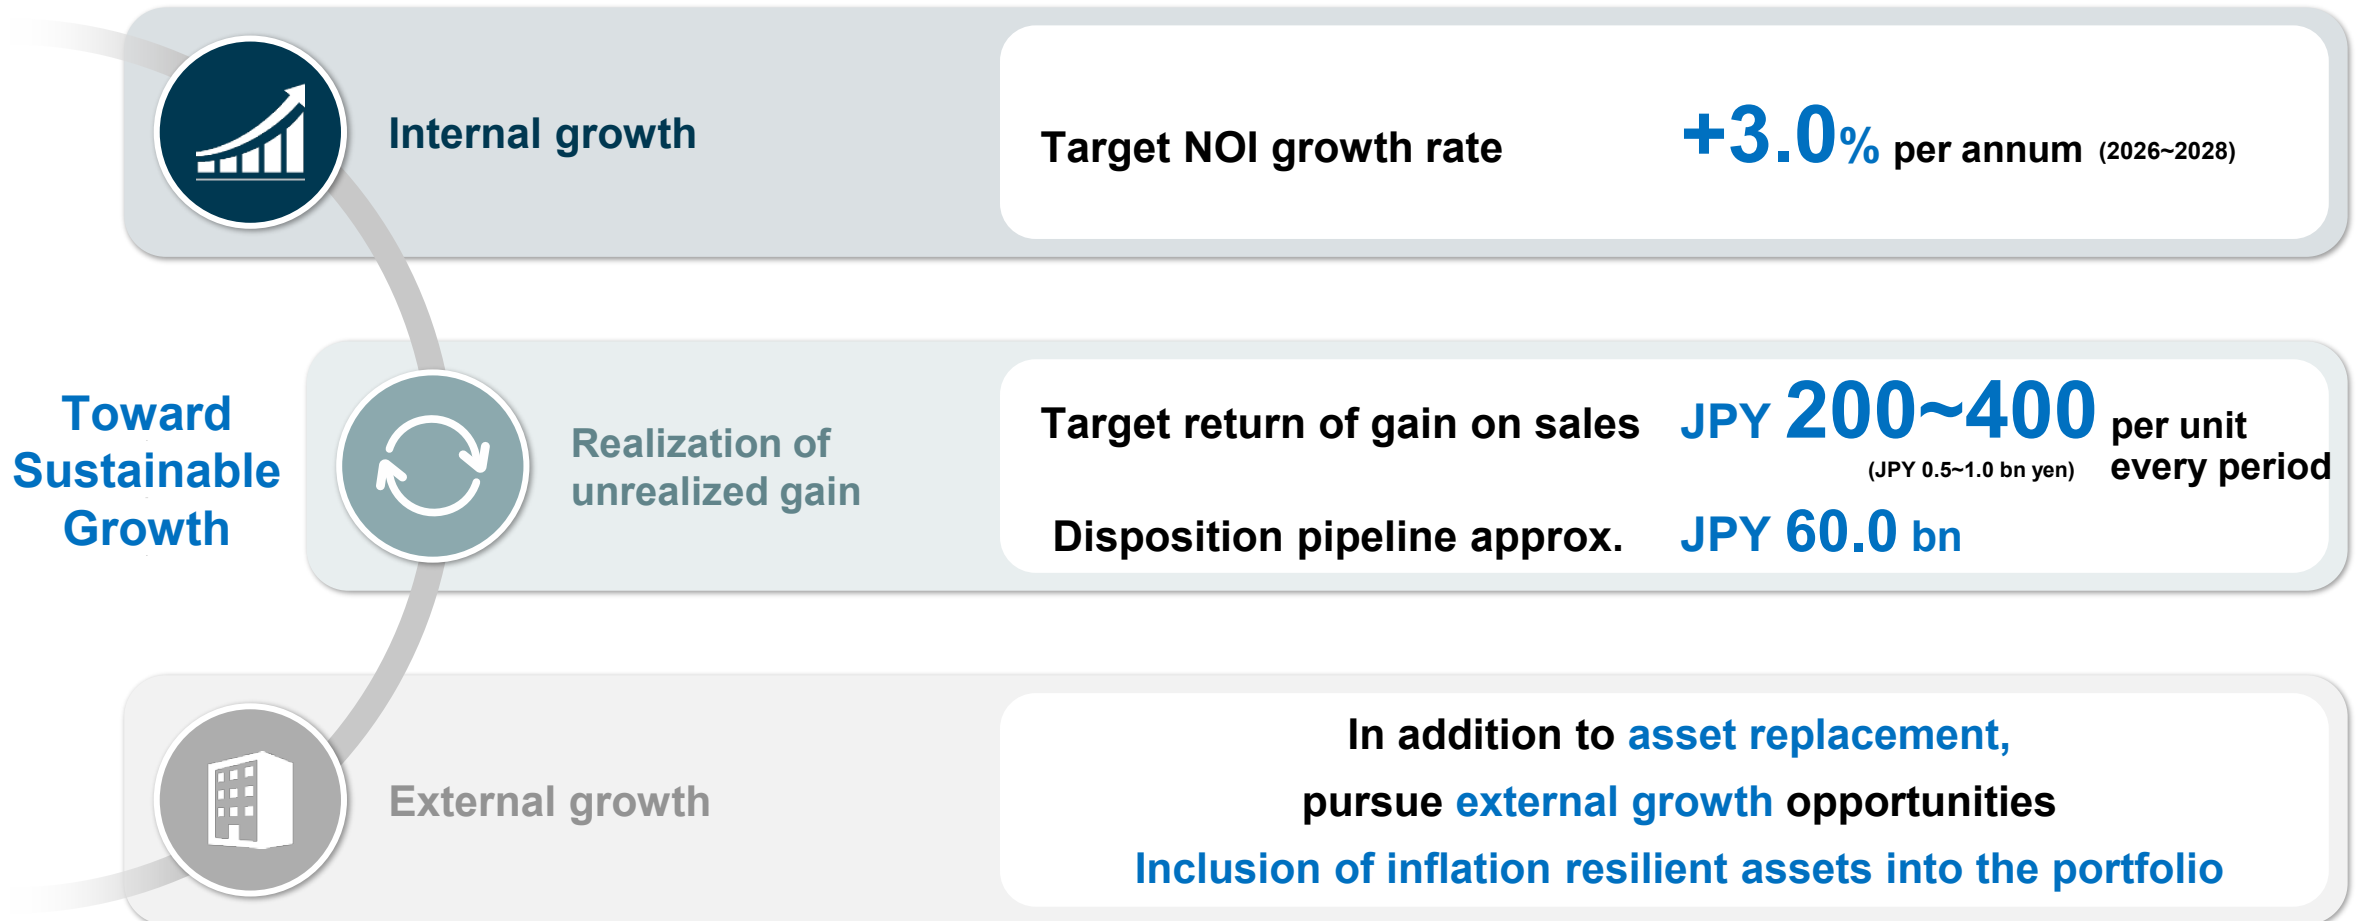 Internal growth
Target NOI growth rate +3.0% per annum (2026~2028)
Toward
Sustainable
Growth
Realization of
unrealized gain
Target return of gain on sales JPY 200~400 per unit
(JPY 0.5~1.0 bn yen) every period
Disposition pipeline approx. JPY 60.0 bn
External growth
In addition to asset replacement,
pursue external growth opportunities
Inclusion of inflation resilient assets into the portfolio